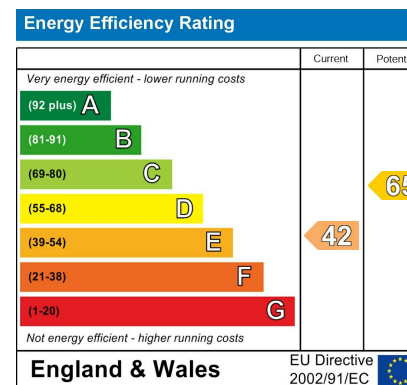 Energy Efficiency Rating
Current Potent
Very energy efficient - lower running costs
(92 plus) A
(81-91) B
(69-80) C
(55-68) D
65
(39-54) E
42
(21-38) F
(1-20) G
Not energy efficient - higher running costs
England & Wales
EU Directive
2002/91/EC